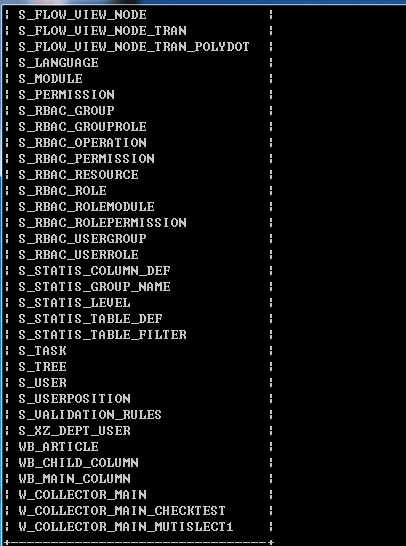 ¦ S_FLOW_VIEW_NODE ¦
¦ S_FLOW_VIEW_NODE_TRAN ¦
¦ S_FLOW_VIEW_NODE_TRAN_POLYDOT ¦
¦ S_LANGUAGE ¦
¦ S_MODULE ¦
¦ S_PERMISSION ¦
¦ S_RBAC_GROUP ¦
¦ S_RBAC_GROUPROLE ¦
¦ S_RBAC_OPERATION ¦
¦ S_RBAC_PERMISSION ¦
¦ S_RBAC_RESOURCE ¦
¦ S_RBAC_ROLE ¦
¦ S_RBAC_ROLEMODULE ¦
¦ S_RBAC_ROLEPERMISSION ¦
¦ S_RBAC_USERGROUP ¦
¦ S_RBAC_USERROLE ¦
¦ S_STATIS_COLUMN_DEF ¦
¦ S_STATIS_GROUP_NAME ¦
¦ S_STATIS_LEVEL ¦
¦ S_STATIS_TABLE_DEF ¦
¦ S_STATIS_TABLE_FILTER ¦
¦ S_TASK ¦
¦ S_TREE ¦
¦ S_USER ¦
¦ S_USERPOSITION ¦
¦ S_VALIDATION_RULES ¦
¦ S_XZ_DEPT_USER ¦
¦ WB_ARTICLE ¦
¦ WB_CHILD_COLUMN ¦
¦ WB_MAIN_COLUMN ¦
¦ W_COLLECTOR_MAIN ¦
¦ W_COLLECTOR_MAIN_CHECKTEST ¦
¦ W_COLLECTOR_MAIN_MUTISLECT1 ¦
+--------------------------------+